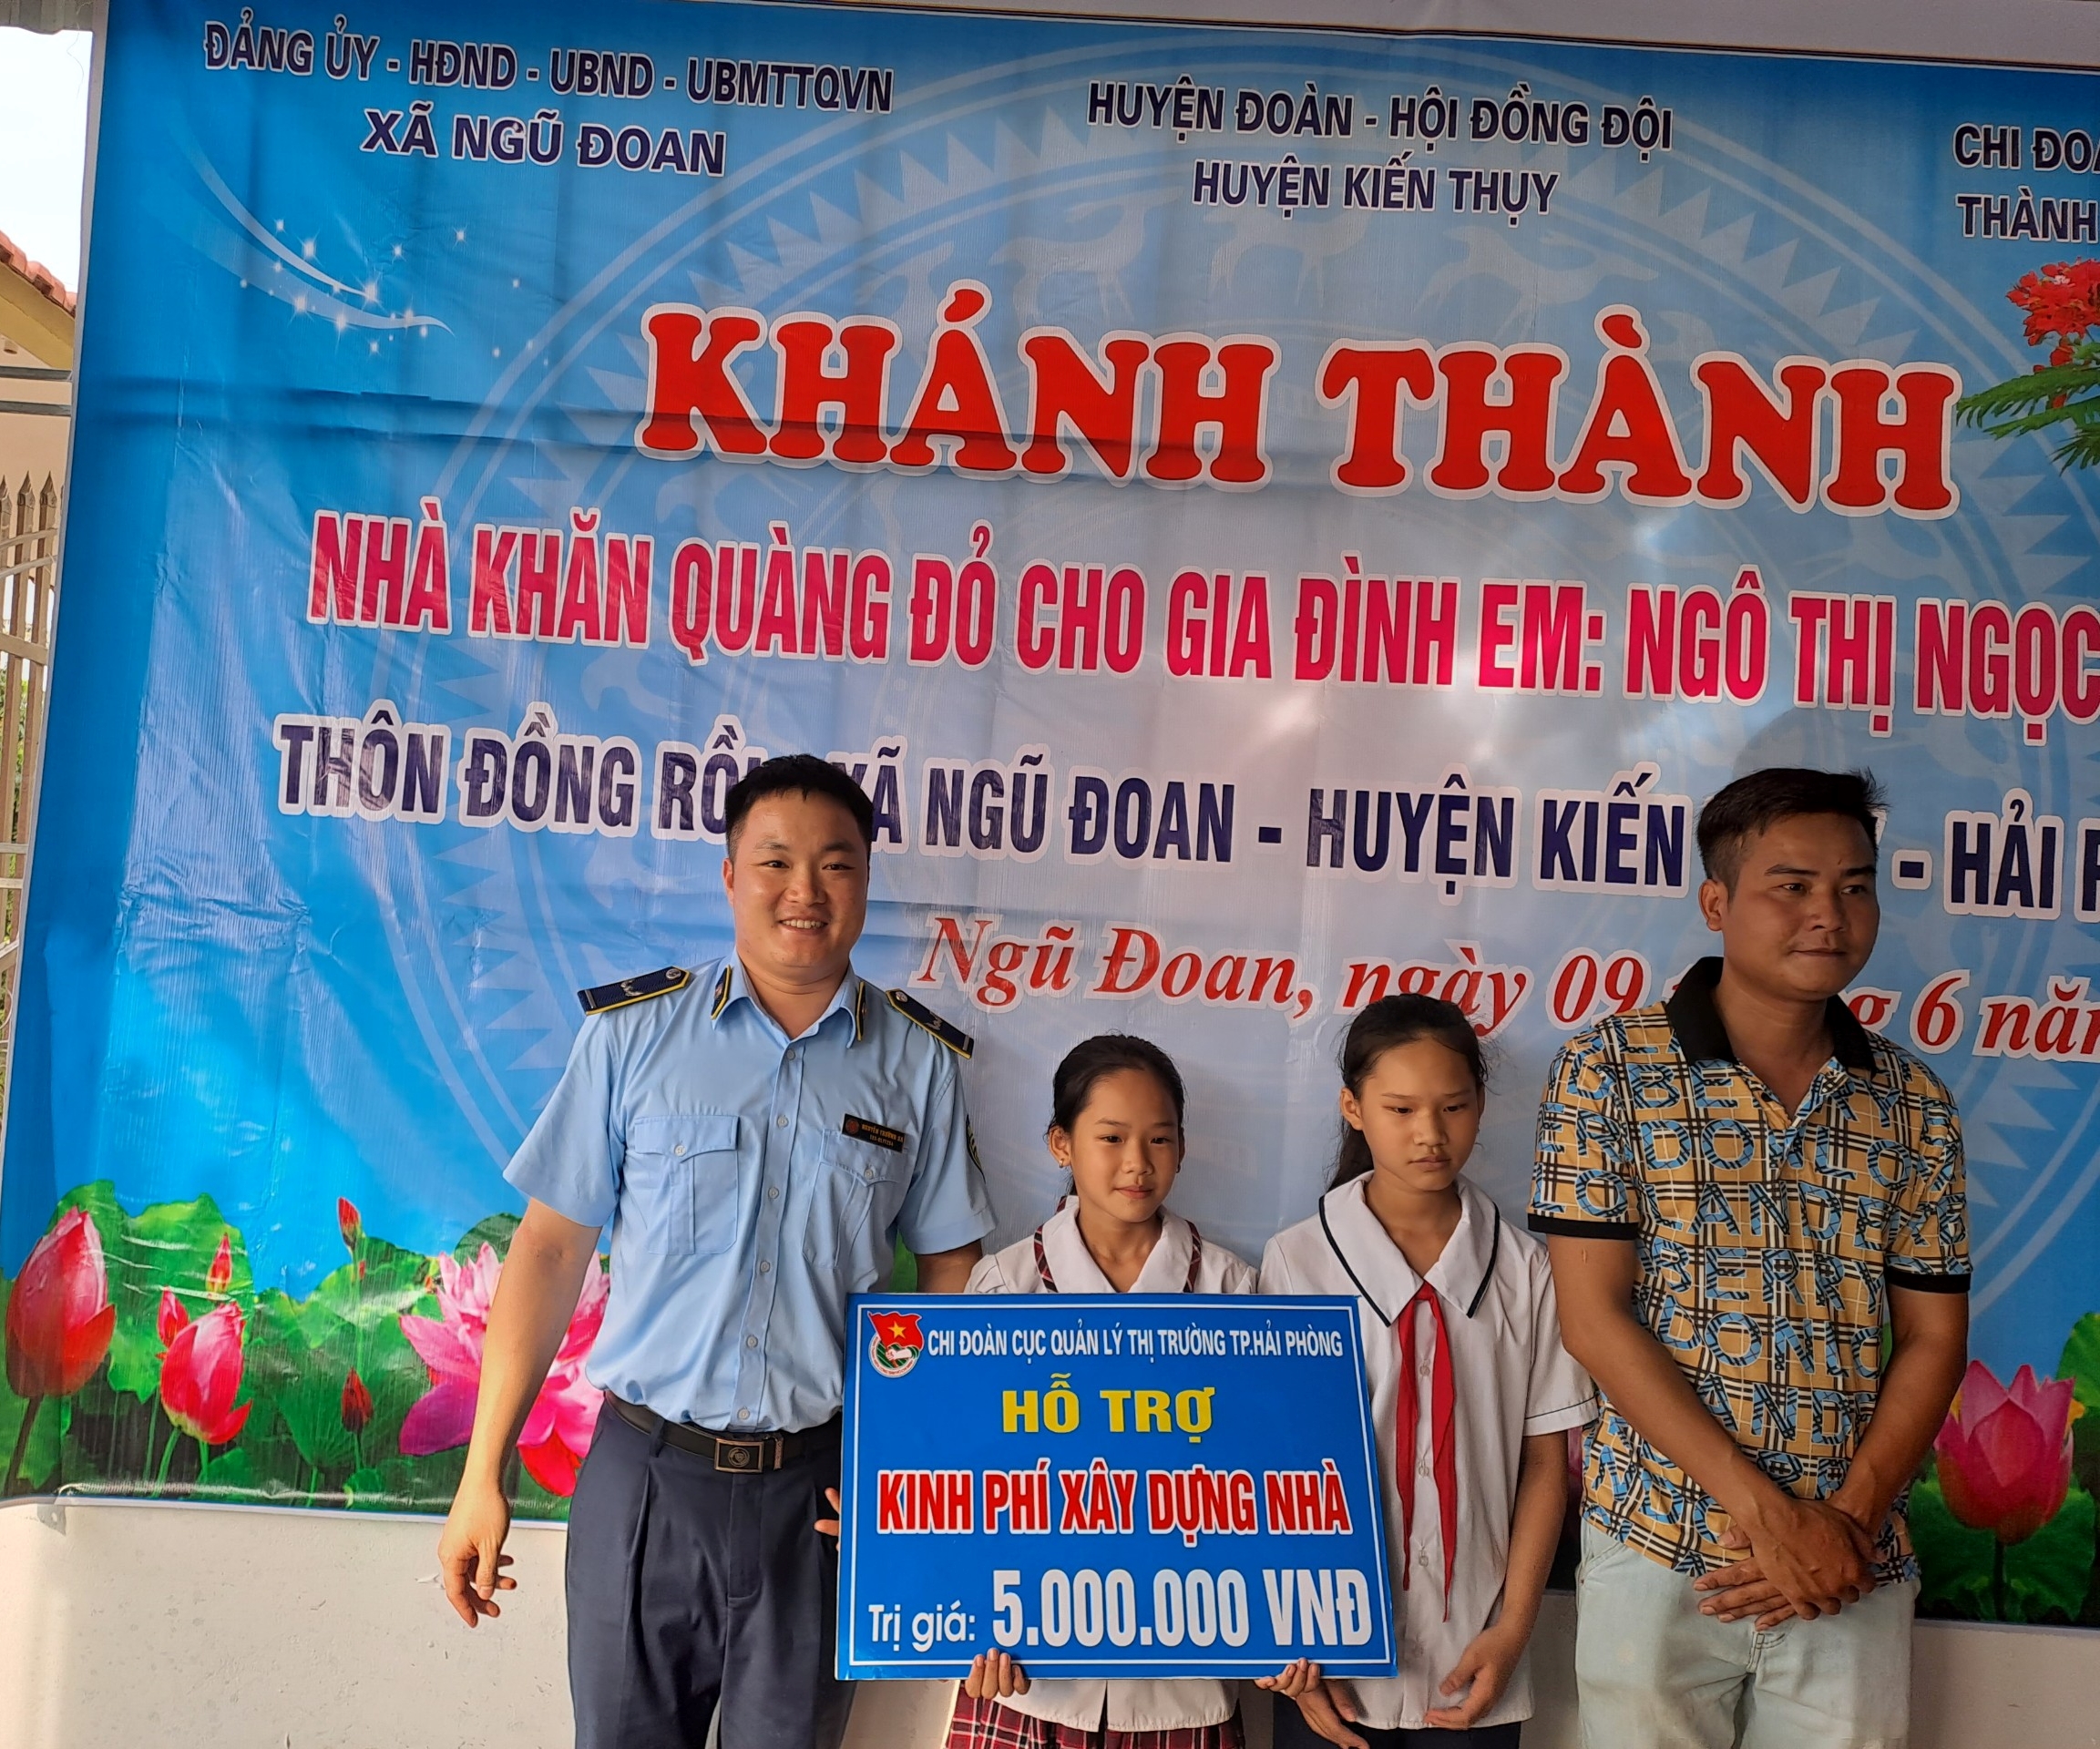 ĐẢNG ỦY - HĐND - UBND - UBMTTQVN
XÃ NGŨ ĐOAN
HUYỆN ĐOÀN - HỘI ĐỒNG ĐỘI
HUYỆN KIẾN THỤY
CHI
THÀNH
KHÁNH THÀNH
NHÀ KHĂN QUÀNG ĐỎ CHO GIA ĐÌNH EM: NGÔ THỊ NGỌC
THÔN ĐỒNG XÃ NGŨ ĐOAN - HUYỆN KIẾN - HẢI
Ngũ Đoan, ngày 09 6
CHI ĐOÀN CỤC QUẢN LÝ THỊ TRƯỜNG TP.HẢI PHÒNG
HỖ TRỢ
KINH PHÍ XÂY DỰNG NHÀ
Trị giá: 5.000.000 VNĐ